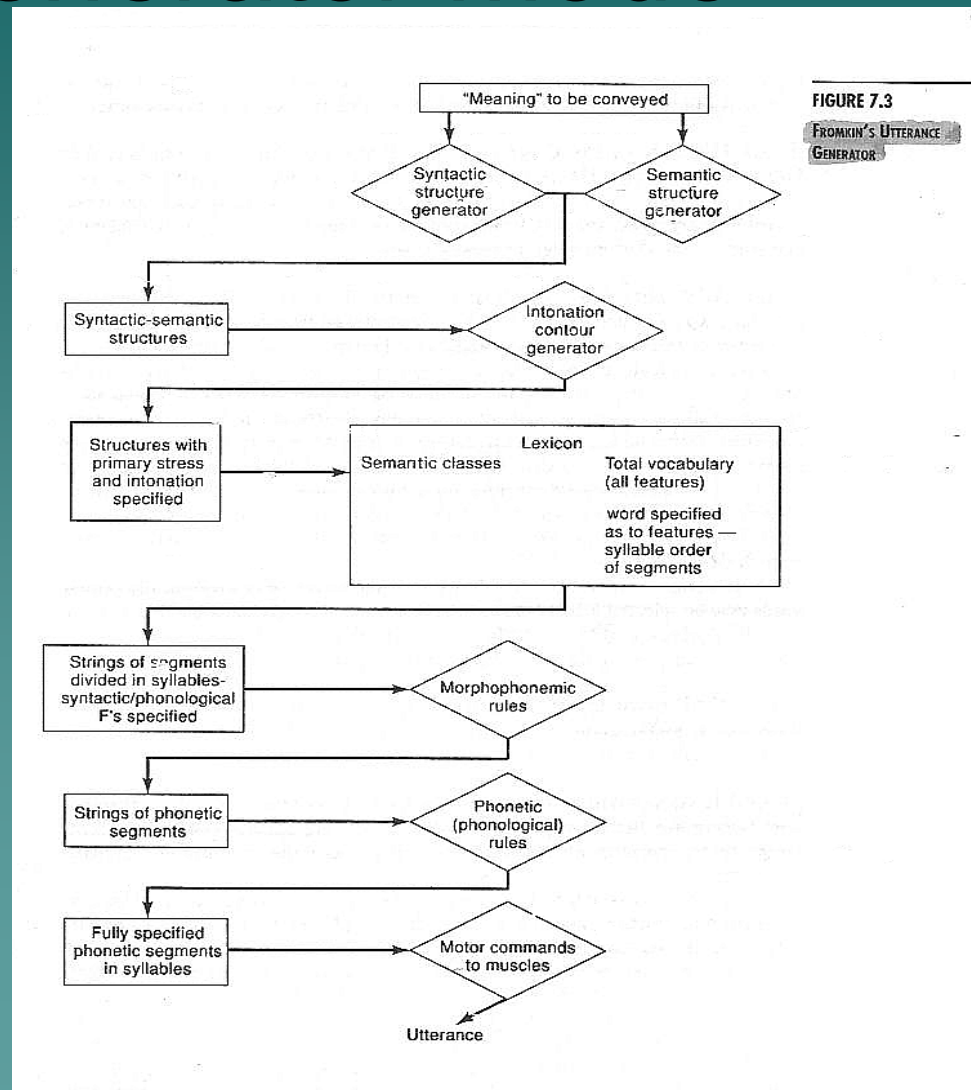 "Meaning" to be conveyed
FIGURE 7.3
FROMKIN'S UTTERANCE
GENERATOR
Syntactic
structure
generator
Semantic
structure
generator
Syntactic-semantic
structures
Intonation
contour
generator
Structures with
primary stress
and intonation
specified
Lexicon
Semantic classes
Total vocabulary
(all features)
word specified
as to features —
syllable order
of segments
Strings of segments
divided in syllables-
syntactic/phonological
F's specified
Morphophonemic
rules
Strings of phonetic
segments
Phonetic
(phonological)
rules
Fully specified
phonetic segments
in syllables
Motor commands
to muscles
Utterance